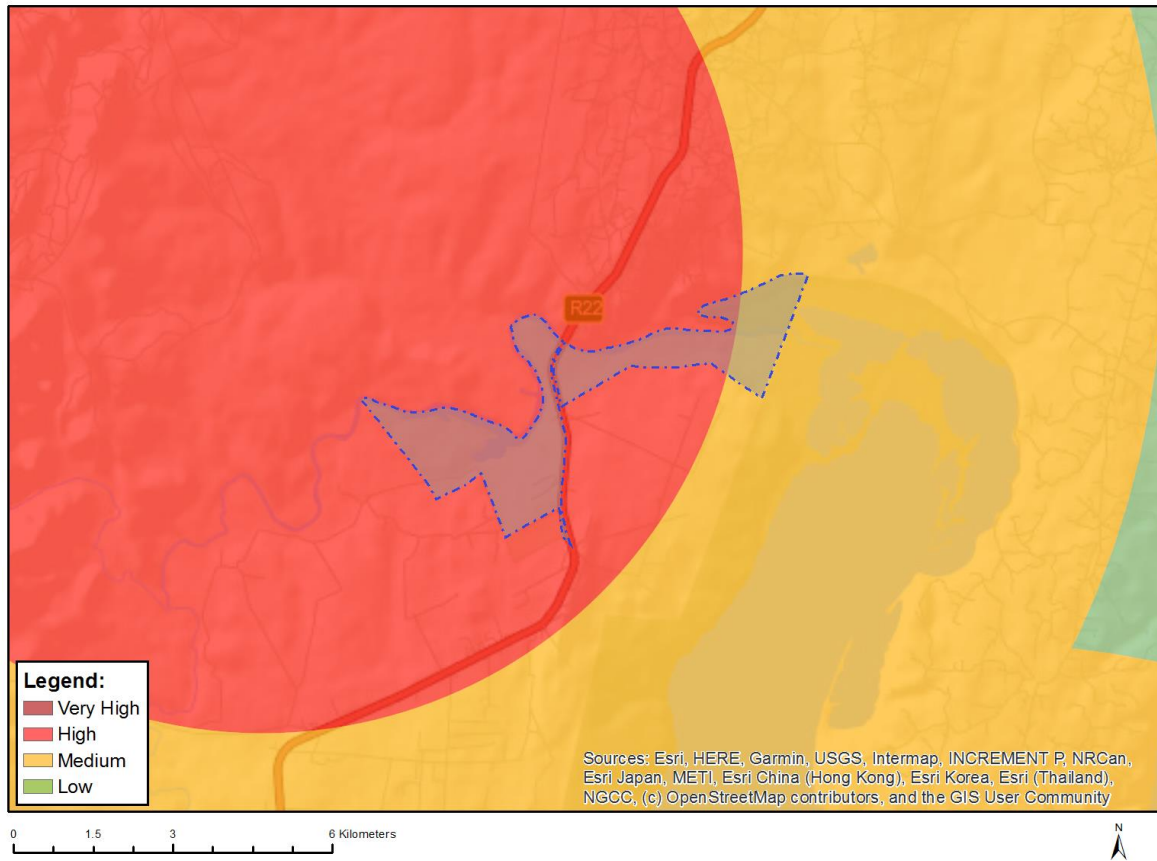 R22
Legend:
Very High
High
Medium
Low
Sources: Esri, HERE, Garmin, USGS, Intermap, INCREMENT P, NRCan,
Esri Japan, METI, Esri China (Hong Kong), Esri Korea, Esri (Thailand),
NGCC, (c) OpenStreetMap contributors, and the GIS User Community
0 1.5 3 6 Kilometers
N